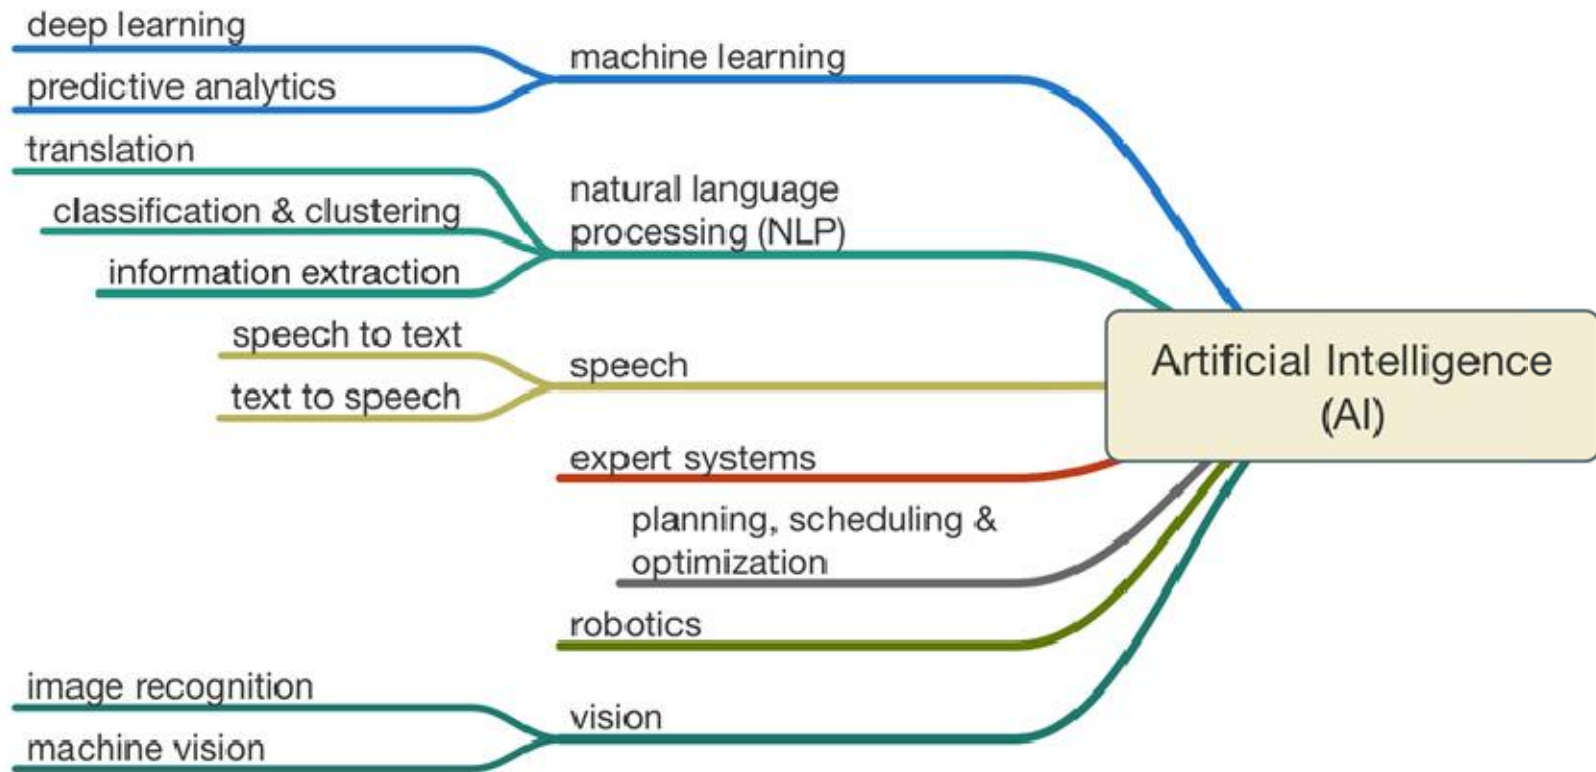 deep learning
predictive analytics
machine learning
translation
classification & clustering
information extraction
natural language
processing (NLP)
speech to text
text to speech
speech
expert systems
planning, scheduling &
optimization
robotics
image recognition
machine vision
vision
Artificial Intelligence
(AI)